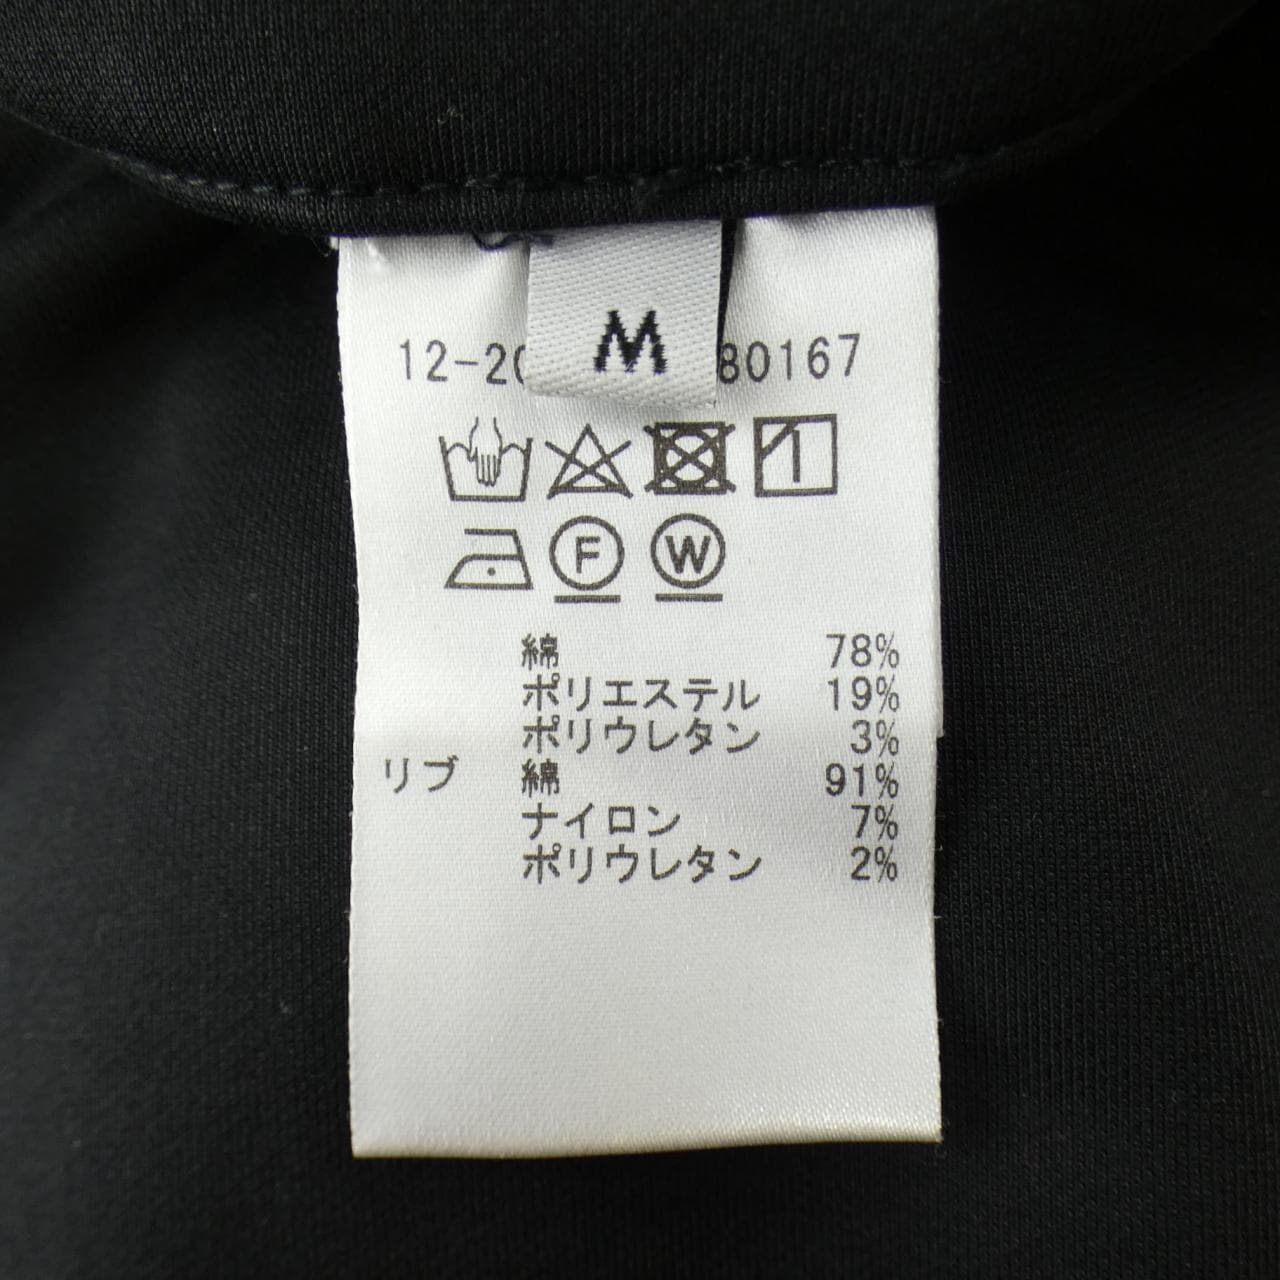 M
12-20 80167
F W
綿 78%
ポリエステル 19%
ポリウレタン 3%
リブ 綿 91%
ナイロン 7%
ポリウレタン 2%